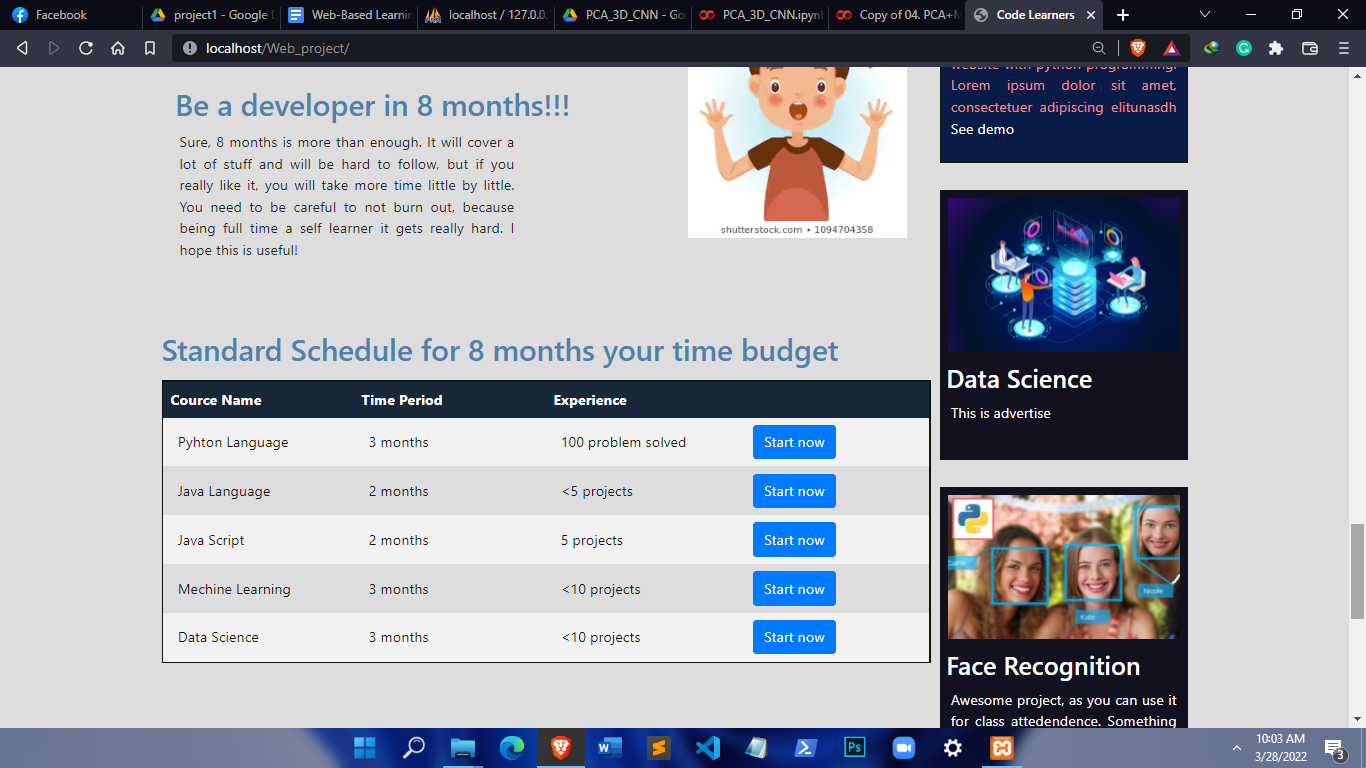 Facebook
project1 - Google D
Web-Based Learnin
localhost / 127.0.0.
PCA_3D_CNN - Goo
PCA_3D_CNN.ipynb
Copy of 04. PCA+M
Code Learners
localhost/Web_project/
website with python programming.
Lorem ipsum dolor sit amet,
consectetuer adipiscing elitunasdh
See demo
Be a developer in 8 months!!!
Sure, 8 months is more than enough. It will cover a
lot of stuff and will be hard to follow, but if you
really like it, you will take more time little by little.
You need to be careful to not burn out, because
being full time a self learner it gets really hard. I
hope this is useful!
shutterstock.com • 1094704358
Data Science
This is advertise
Standard Schedule for 8 months your time budget
Cource Name Time Period Experience
Pyhton Language 3 months 100 problem solved Start now
Java Language 2 months <5 projects Start now
Java Script 2 months 5 projects Start now
Mechine Learning 3 months <10 projects Start now
Data Science 3 months <10 projects Start now
Carrie
Nicole
Kate
Face Recognition
Awesome project, as you can use it
for class attedendence. Something
10:03 AM
3/28/2022
3